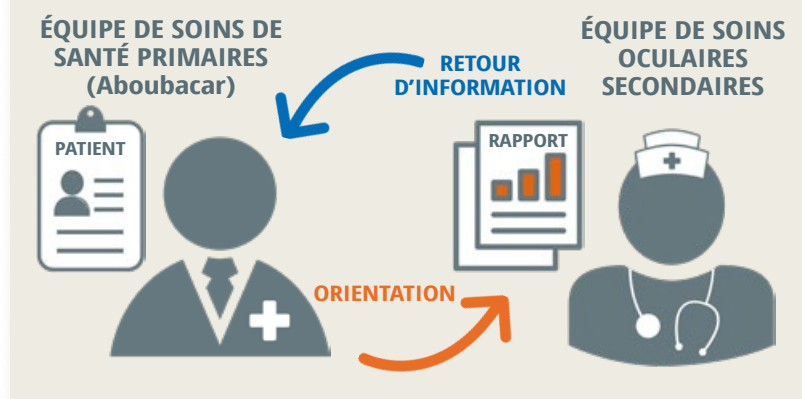 ÉQUIPE DE SOINS DE
SANTÉ PRIMAIRES
(Aboubacar)
RETOUR
D'INFORMATION
ÉQUIPE DE SOINS
OCULAIRES
SECONDAIRES
PATIENT
RAPPORT
ORIENTATION